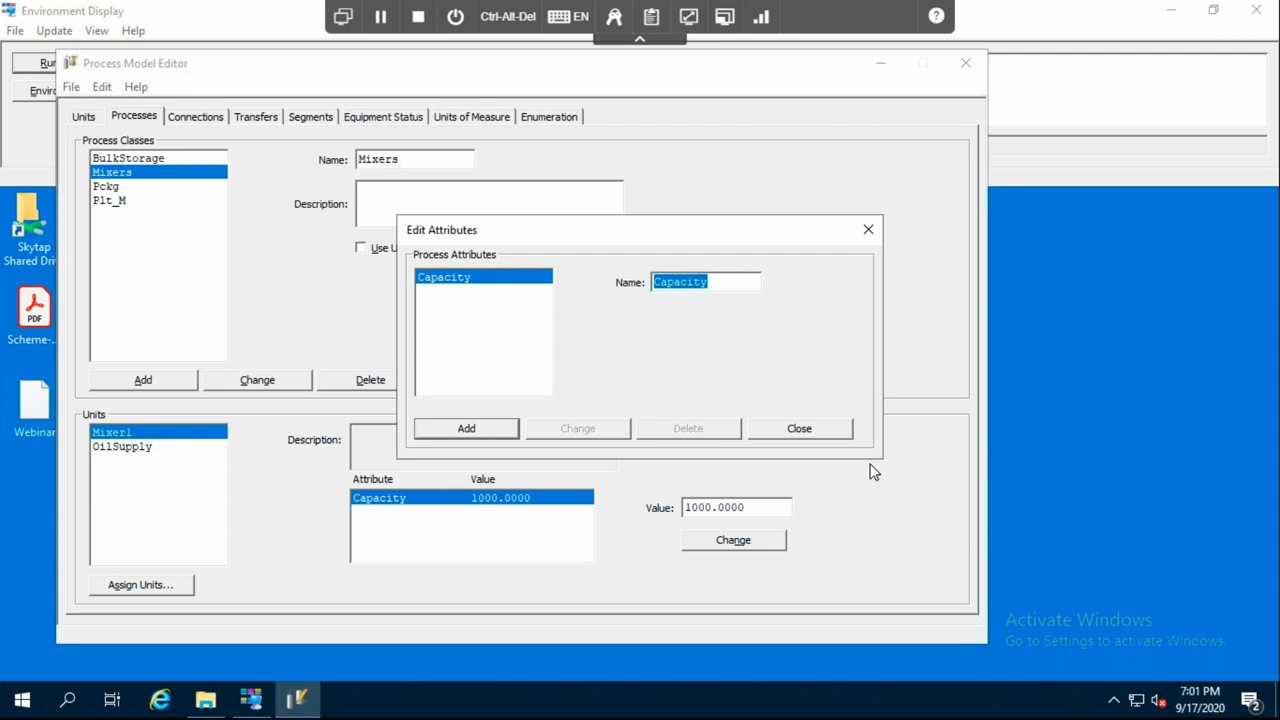 Environment Display
File Update View Help
Ctrl-Alt-Del
EN
Process Model Editor
File Edit Help
Units Processes Connections Transfers Segments Equipment Status Units of Measure Enumeration
Process Classes
BulkStorage
Mixers
Pckg
Plt_M
Name: Mixers
Description:
Add Change Delete
Edit Attributes
Process Attributes
Capacity
Name: Capacity
Add Change Delete Close
Units
Mixer1
OilSupply
Description:
Attribute Value
Capacity 1000.0000
Value: 1000.0000
Change
Assign Units...
Skytap
PDF
Activate Windows
Go to Settings to activate Windows.
7:01 PM
9/17/2020
2